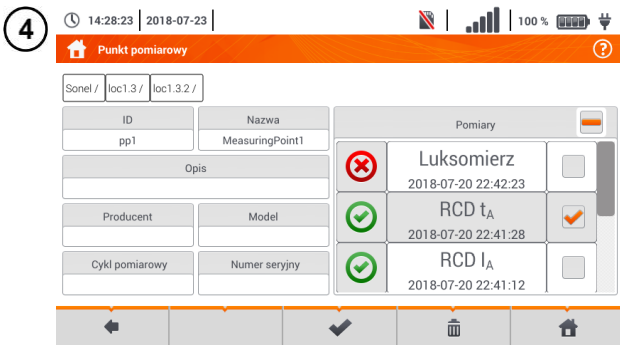 4
14:28:23 2018-07-23 100 %
Punkt pomiarowy ?
Sonel / loc1.3 / loc1.3.2 /
ID Nazwa
pp1 MeasuringPoint1
Opis
Producent Model
Cykl pomiarowy Numer seryjny
Pomiary
Luksomierz
2018-07-20 22:42:23
RCD tA
2018-07-20 22:41:28
RCD IA
2018-07-20 22:41:12